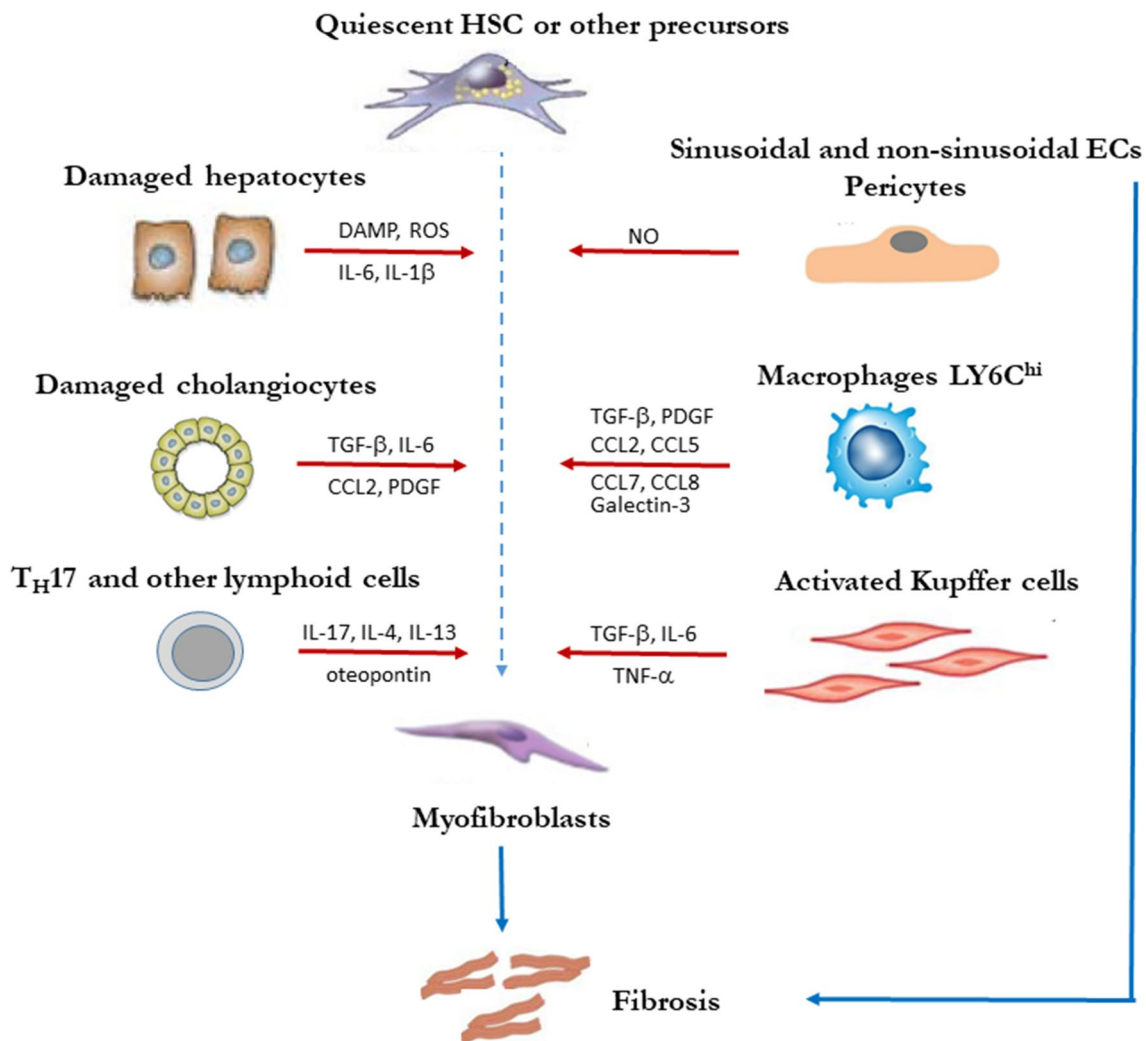 Quiescent HSC or other precursors
Sinusoidal and non-sinusoidal ECs
Pericytes
Damaged hepatocytes
DAMP, ROS
IL-6, IL-1β
NO
Damaged cholangiocytes
TGF-β, IL-6
CCL2, PDGF
Macrophages LY6Chi
TGF-β, PDGF
CCL2, CCL5
CCL7, CCL8
Galectin-3
TH17 and other lymphoid cells
IL-17, IL-4, IL-13
oteopontin
Activated Kupffer cells
TGF-β, IL-6
TNF-α
Myofibroblasts
Fibrosis